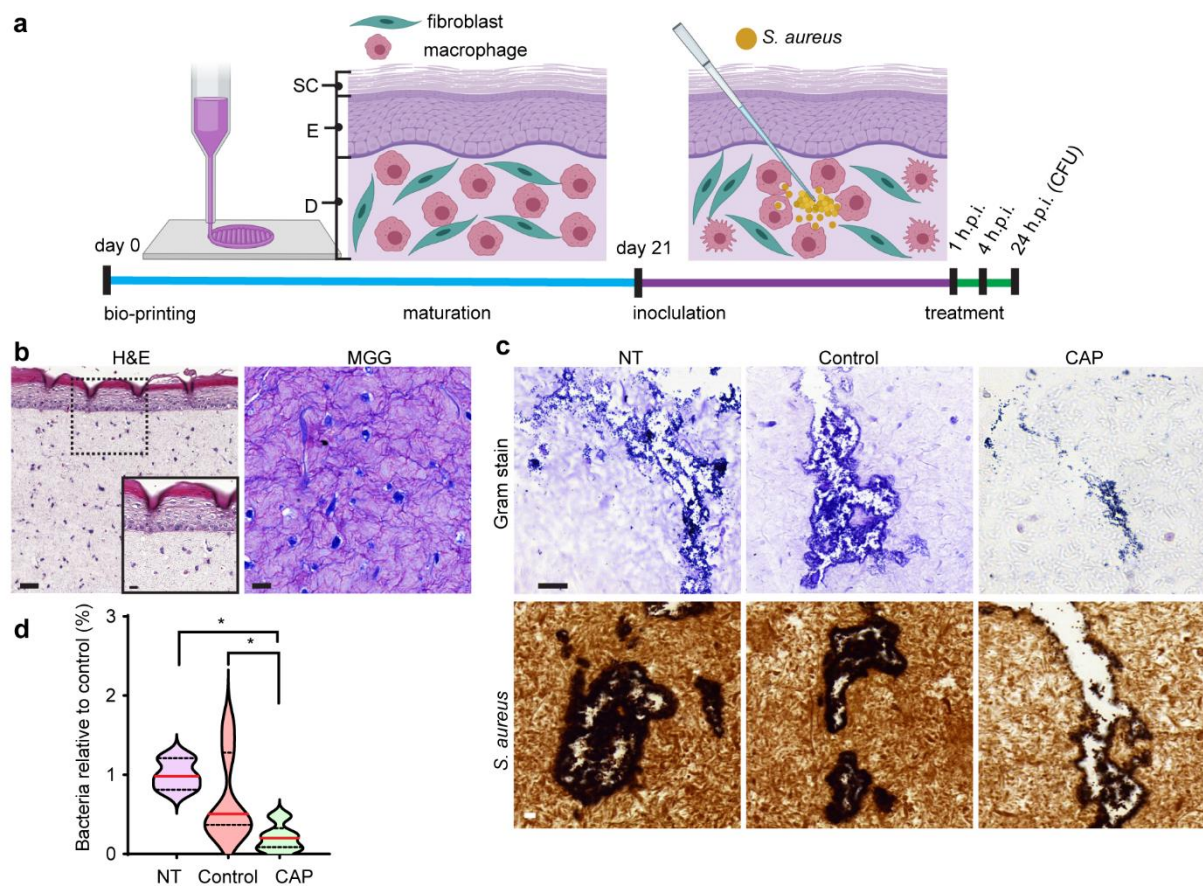 a
fibroblast
macrophage
S. aureus
SC
E
D
day 0
day 21
1 h.p.i.
4 h.p.i.
24 h.p.i. (CFU)
bio-printing
maturation
inoclulation
treatment
b
H&E
MGG
c
NT
Control
CAP
Gram stain
S. aureus
d
Bacteria relative to control (%)
3
2
1
0
*
*
NT
Control
CAP